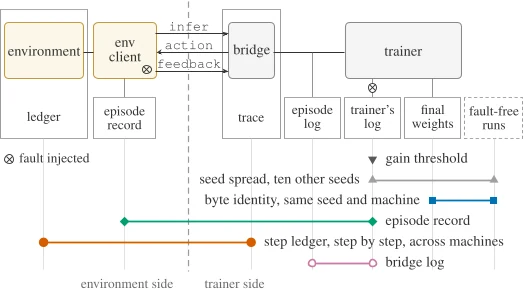 infer
environment
env
client
action
bridge
trainer
feedback
ledger
episode
record
trace
episode
log
trainer's
log
final
weights
fault-free
runs
fault injected
gain threshold
seed spread, ten other seeds
byte identity, same seed and machine
episode record
step ledger, step by step, across machines
bridge log
environment side
trainer side